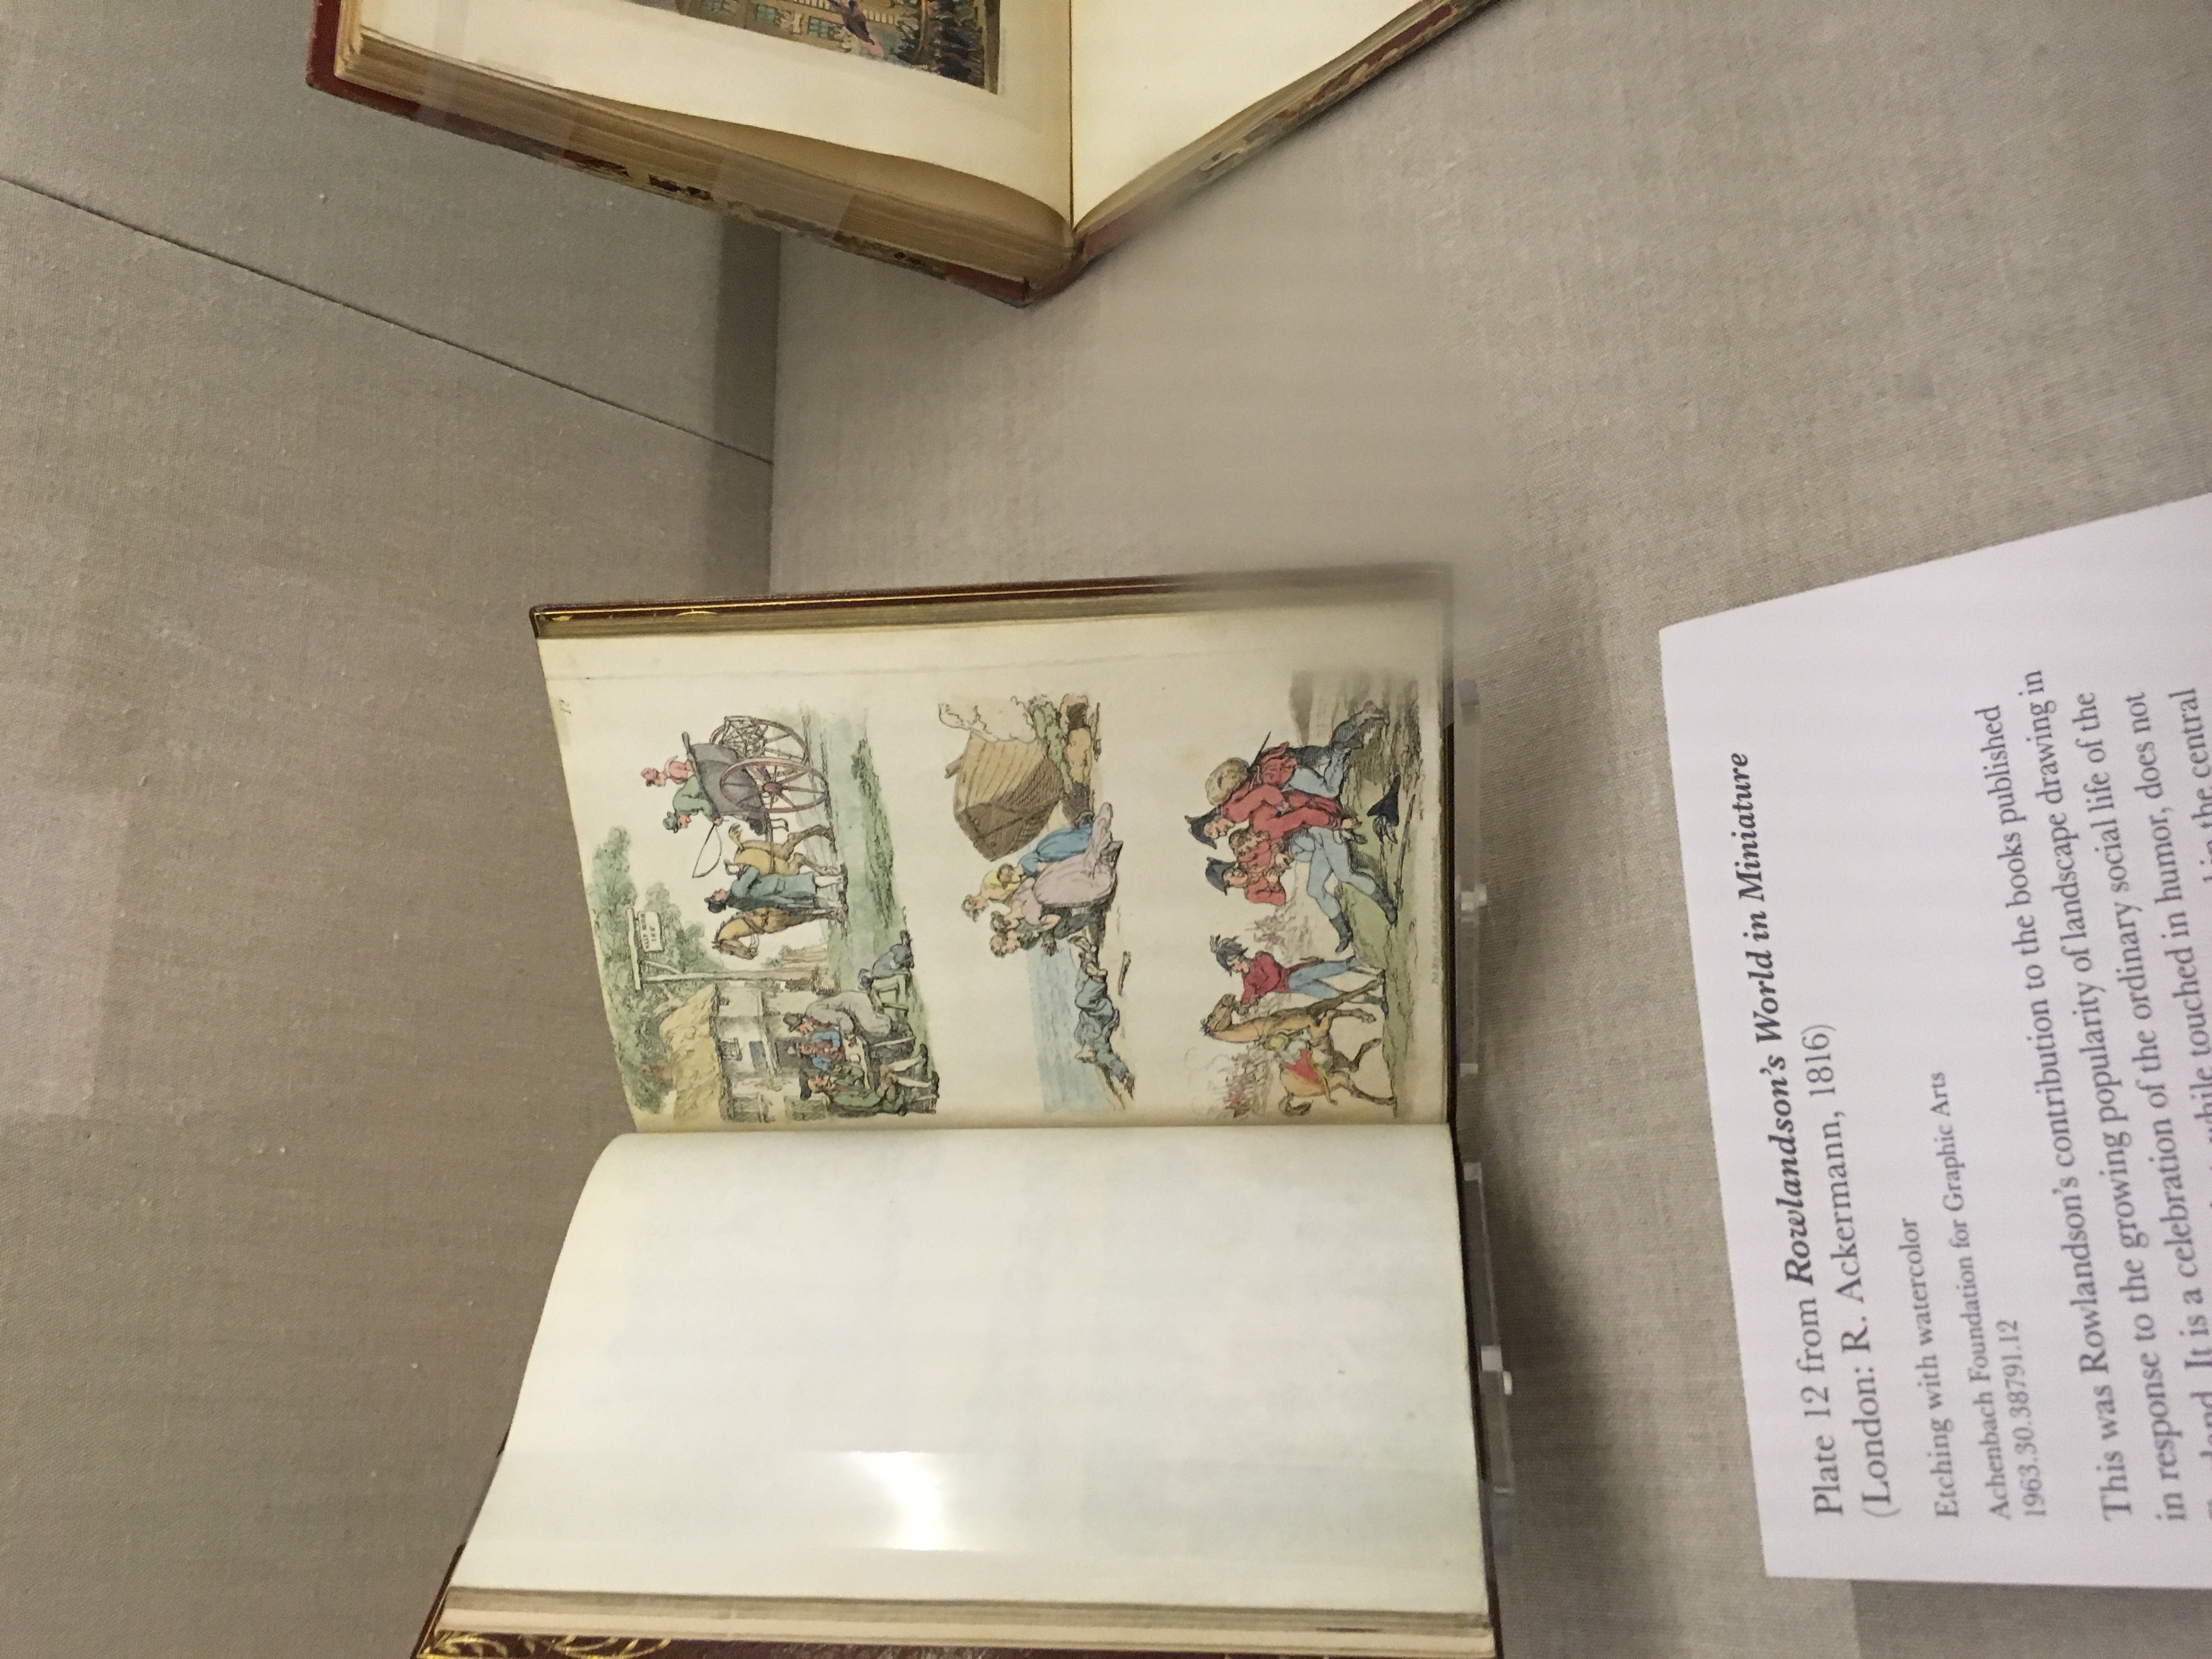 12
INN
Plate 12 from Rowlandson's World in Miniature
(London: R. Ackermann, 1816)
Etching with watercolor
Achenbach Foundation for Graphic Arts
1963.30.38791.12
This was Rowlandson's contribution to the books published
in response to the growing popularity of landscape drawing in
It is a celebration of the ordinary social life of the
while touched in humor, does not
in the central